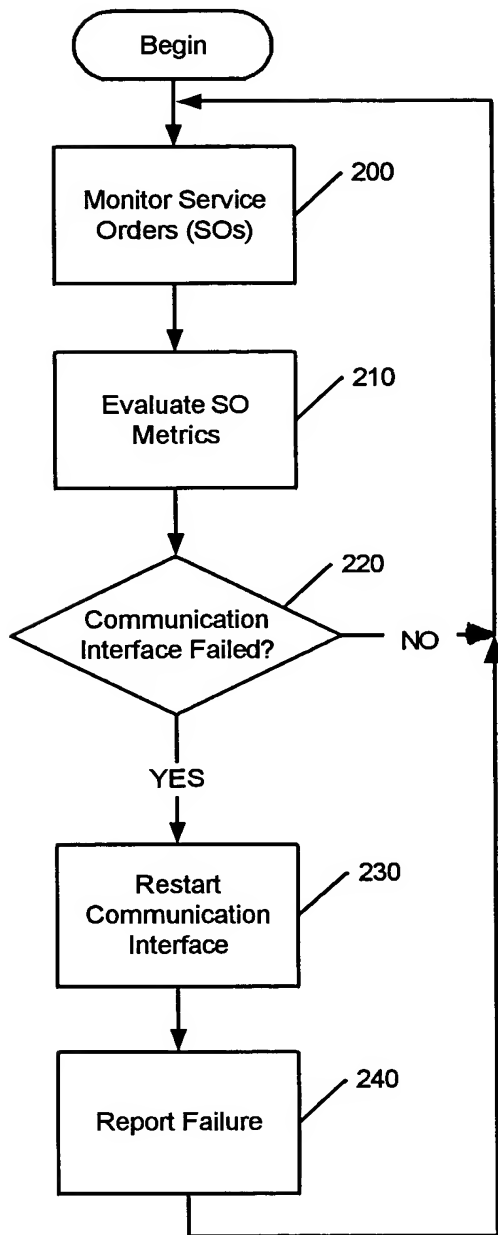 Begin
Monitor Service
Orders (SOs)
200
Evaluate SO
Metrics
210
Communication
Interface Failed?
220
NO
YES
Restart
Communication
Interface
230
Report Failure
240